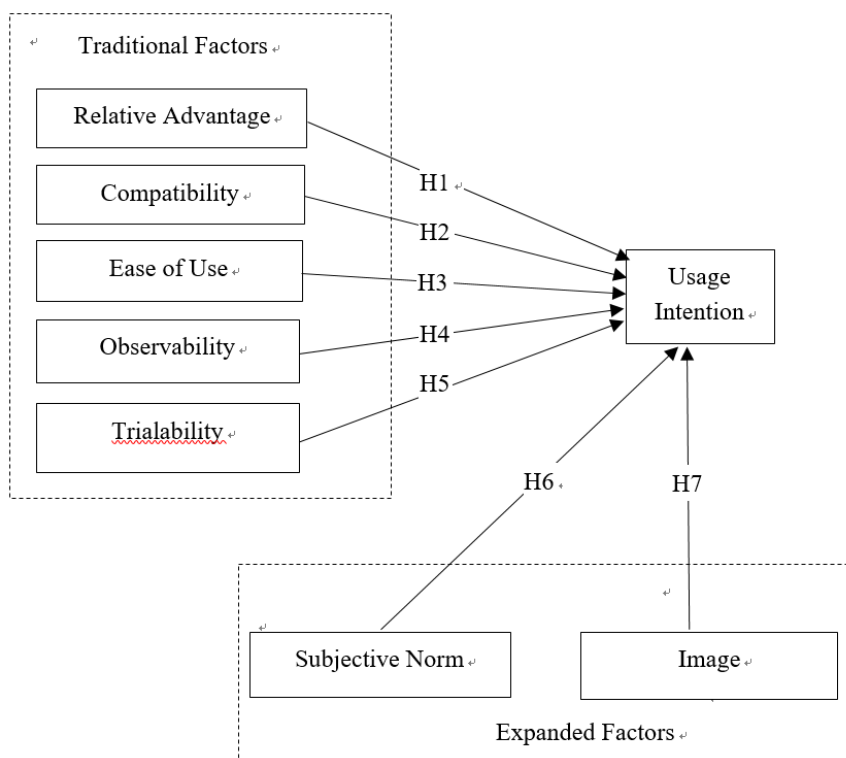 Traditional Factors
Relative Advantage
Compatibility
Ease of Use
Observability
Trialability
H1
H2
H3
H4
H5
Usage
Intention
H6
H7
Subjective Norm
Image
Expanded Factors